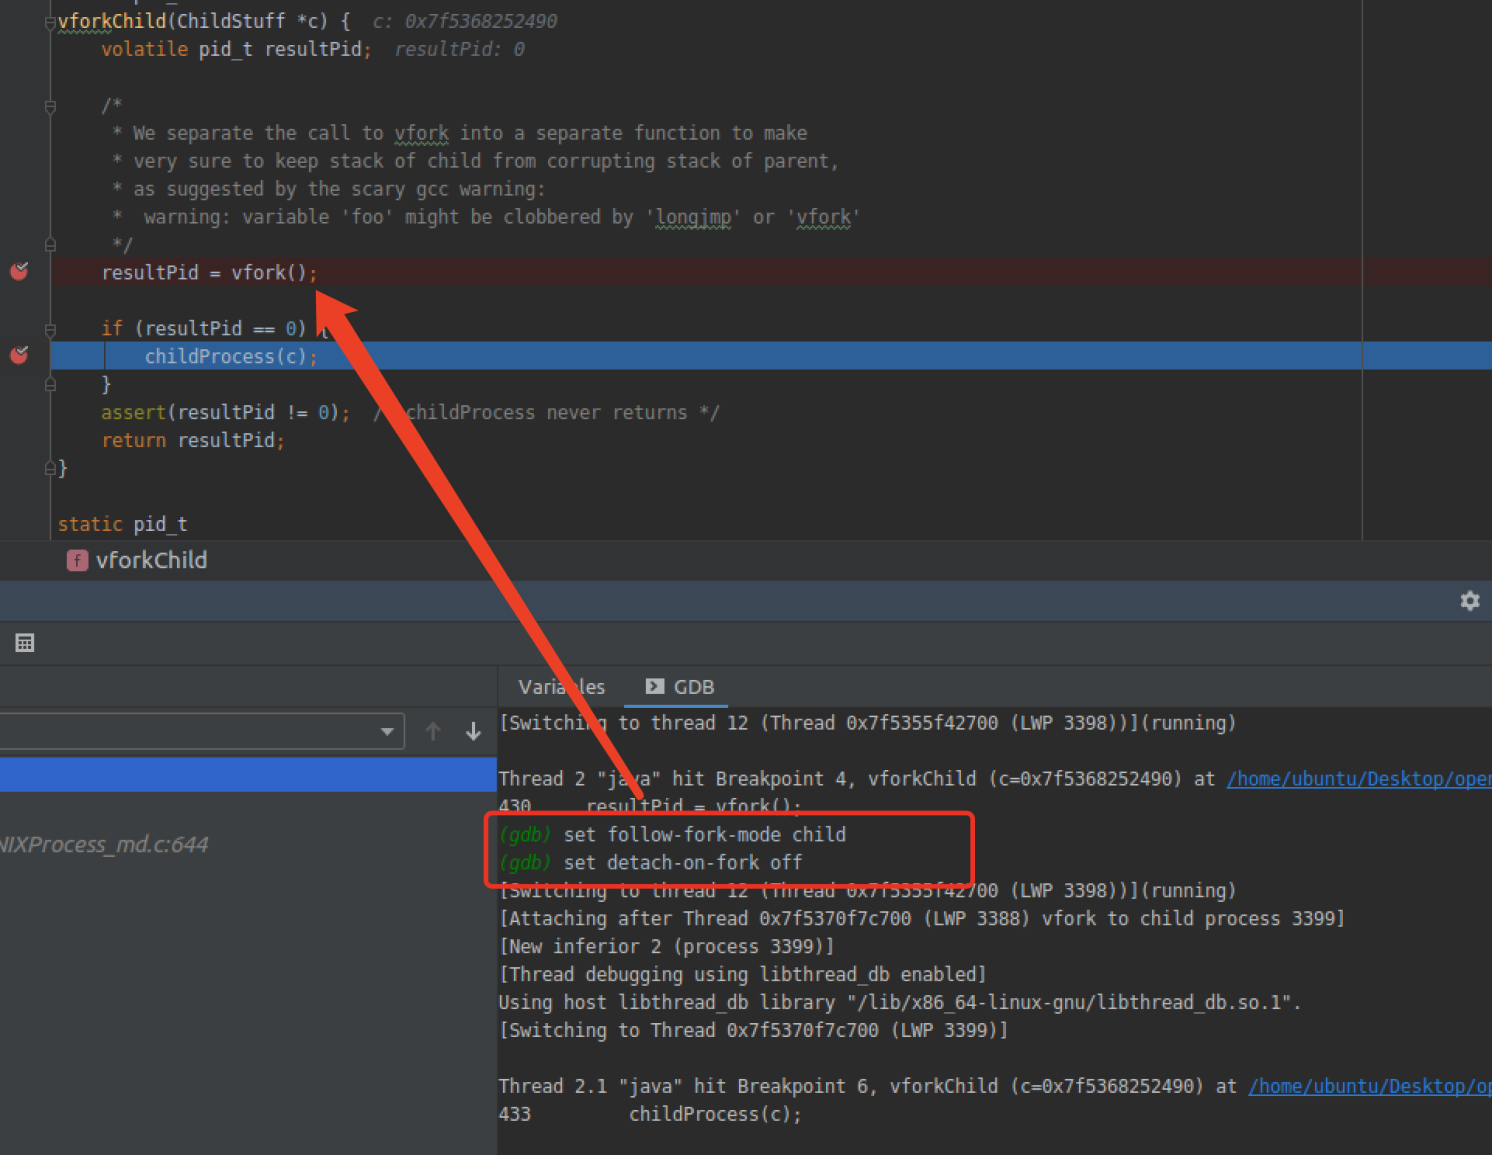 vforkChild(ChildStuff *c) {  c: 0x7f5368252490
volatile pid_t resultPid;  resultPid: 0
/*
* We separate the call to vfork into a separate function to make
* very sure to keep stack of child from corrupting stack of parent,
* as suggested by the scary gcc warning:
*  warning: variable 'foo' might be clobbered by 'longjmp' or 'vfork'
*/
resultPid = vfork();
if (resultPid == 0) {
childProcess(c);
}
assert(resultPid != 0);  / childProcess never returns */
return resultPid;
}
static pid_t
f vforkChild
Variables GDB
[Switching to thread 12 (Thread 0x7f5355f42700 (LWP 3398))](running)
Thread 2 "java" hit Breakpoint 4, vforkChild (c=0x7f5368252490) at /home/ubuntu/Desktop/oper
430     resultPid = vfork();
(gdb) set follow-fork-mode child
(gdb) set detach-on-fork off
NIXProcess_md.c:644
[Switching to thread 12 (Thread 0x7f5355f42700 (LWP 3398))](running)
[Attaching after Thread 0x7f5370f7c700 (LWP 3388) vfork to child process 3399]
[New inferior 2 (process 3399)]
[Thread debugging using libthread_db enabled]
Using host libthread_db library "/lib/x86_64-linux-gnu/libthread_db.so.1".
[Switching to Thread 0x7f5370f7c700 (LWP 3399)]
Thread 2.1 "java" hit Breakpoint 6, vforkChild (c=0x7f5368252490) at /home/ubuntu/Desktop/op
433         childProcess(c);